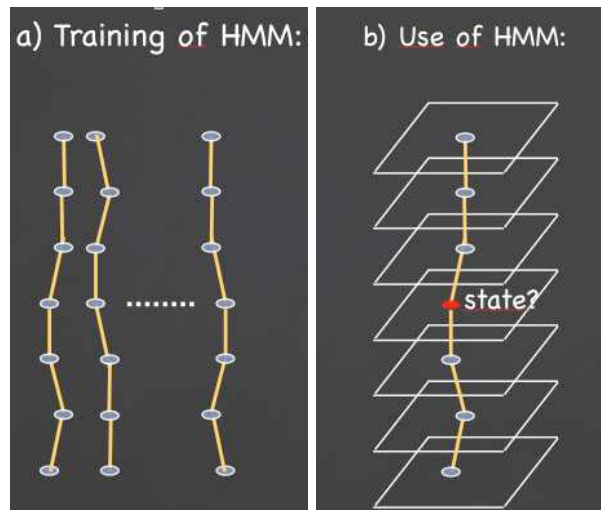 a) Training of HMM:
b) Use of HMM:
state?